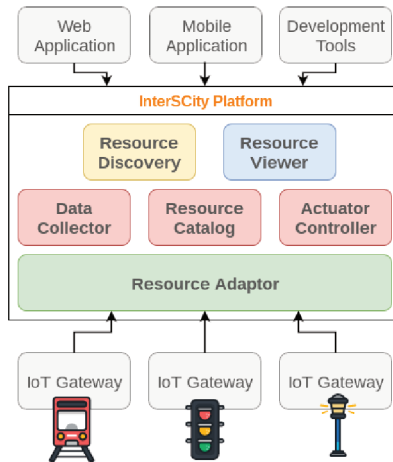 Web
Application
Mobile
Application
Development
Tools
InterSCity Platform
Resource
Discovery
Resource
Viewer
Data
Collector
Resource
Catalog
Actuator
Controller
Resource Adaptor
IoT Gateway
IoT Gateway
IoT Gateway